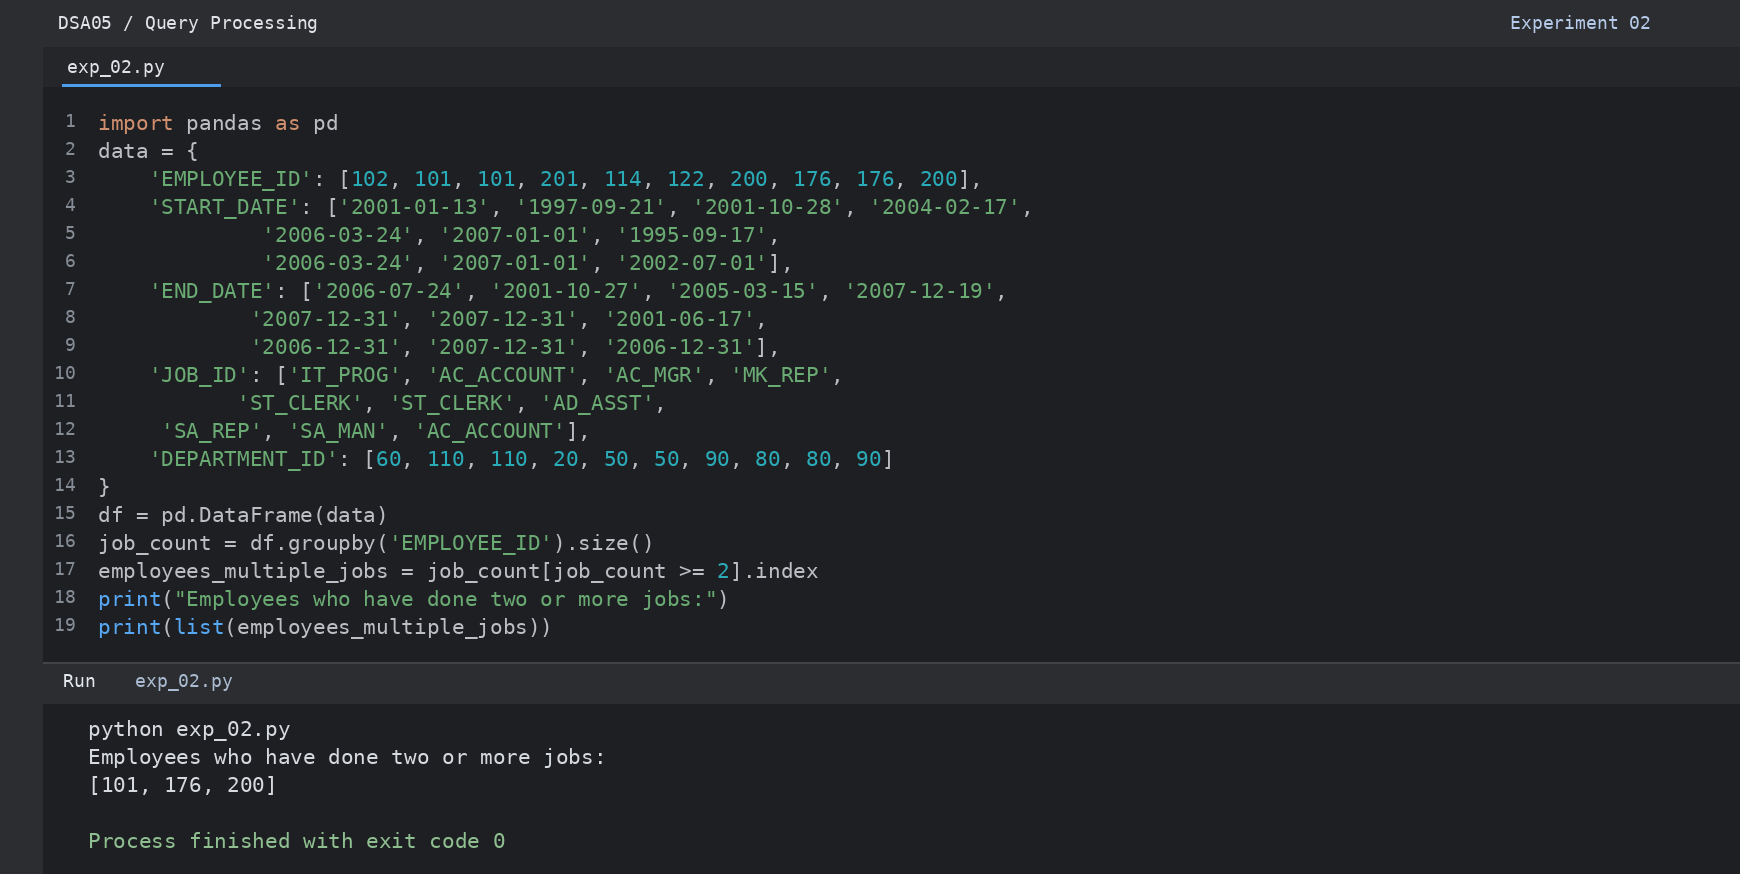 DSA05 / Query Processing
Experiment 02
exp_02.py
1 import pandas as pd
2 data = {
3     'EMPLOYEE_ID': [102, 101, 101, 201, 114, 122, 200, 176, 176, 200],
4     'START_DATE': ['2001-01-13', '1997-09-21', '2001-10-28', '2004-02-17',
5              '2006-03-24', '2007-01-01', '1995-09-17',
6              '2006-03-24', '2007-01-01', '2002-07-01'],
7     'END_DATE': ['2006-07-24', '2001-10-27', '2005-03-15', '2007-12-19',
8             '2007-12-31', '2007-12-31', '2001-06-17',
9             '2006-12-31', '2007-12-31', '2006-12-31'],
10     'JOB_ID': ['IT_PROG', 'AC_ACCOUNT', 'AC_MGR', 'MK_REP',
11            'ST_CLERK', 'ST_CLERK', 'AD_ASST',
12      'SA_REP', 'SA_MAN', 'AC_ACCOUNT'],
13     'DEPARTMENT_ID': [60, 110, 110, 20, 50, 50, 90, 80, 80, 90]
14 }
15 df = pd.DataFrame(data)
16 job_count = df.groupby('EMPLOYEE_ID').size()
17 employees_multiple_jobs = job_count[job_count >= 2].index
18 print("Employees who have done two or more jobs:")
19 print(list(employees_multiple_jobs))
Run exp_02.py
python exp_02.py
Employees who have done two or more jobs:
[101, 176, 200]
Process finished with exit code 0